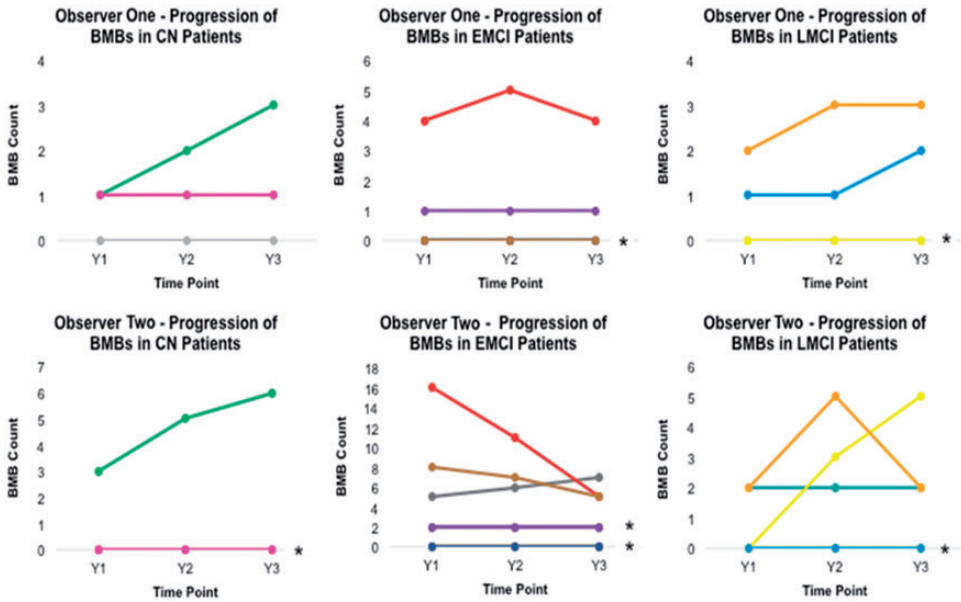 Observer One - Progression of
BMBs in CN Patients
4
3
2
1
0
BMB Count
Y1 Y2 Y3
Time Point
Observer One - Progression of
BMBs in EMCI Patients
6
5
4
3
2
1
0
BMB Count
*
Y1 Y2 Y3
Time Point
Observer One - Progression of
BMBs in LMCI Patients
4
3
2
1
0
BMB Count
*
Y1 Y2 Y3
Time Point
Observer Two - Progression of
BMBs in CN Patients
7
6
5
4
3
2
1
0
BMB Count
*
Y1 Y2 Y3
Time Point
Observer Two - Progression of
BMBs in EMCI Patients
18
16
14
12
10
8
6
4
2
0
BMB Count
*
*
Y1 Y2 Y3
Time Point
Observer Two - Progression of
BMBs in LMCI Patients
6
5
4
3
2
1
0
BMB Count
*
Y1 Y2 Y3
Time Point